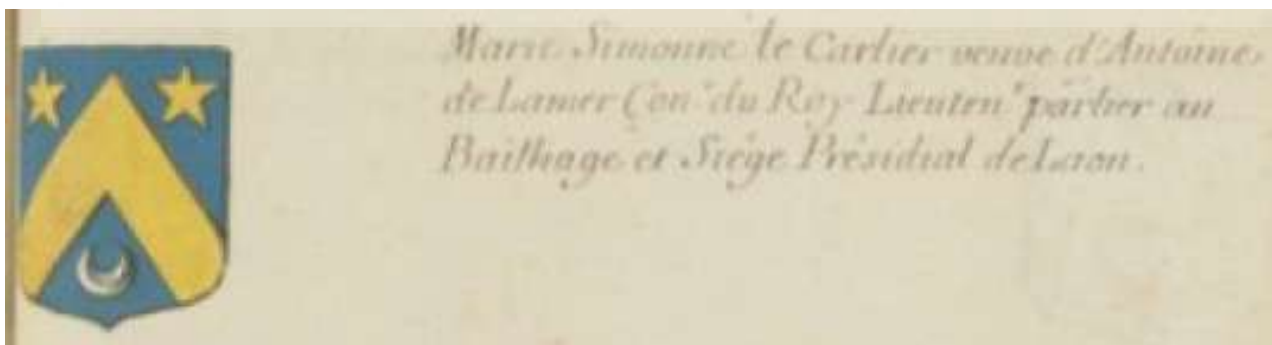 Marie Simonne le Carlier veuve d'Antoine
de Lamer Con.er du Roy Lieuten.t partier au
Bailliage et Siége Présidial de Laon.